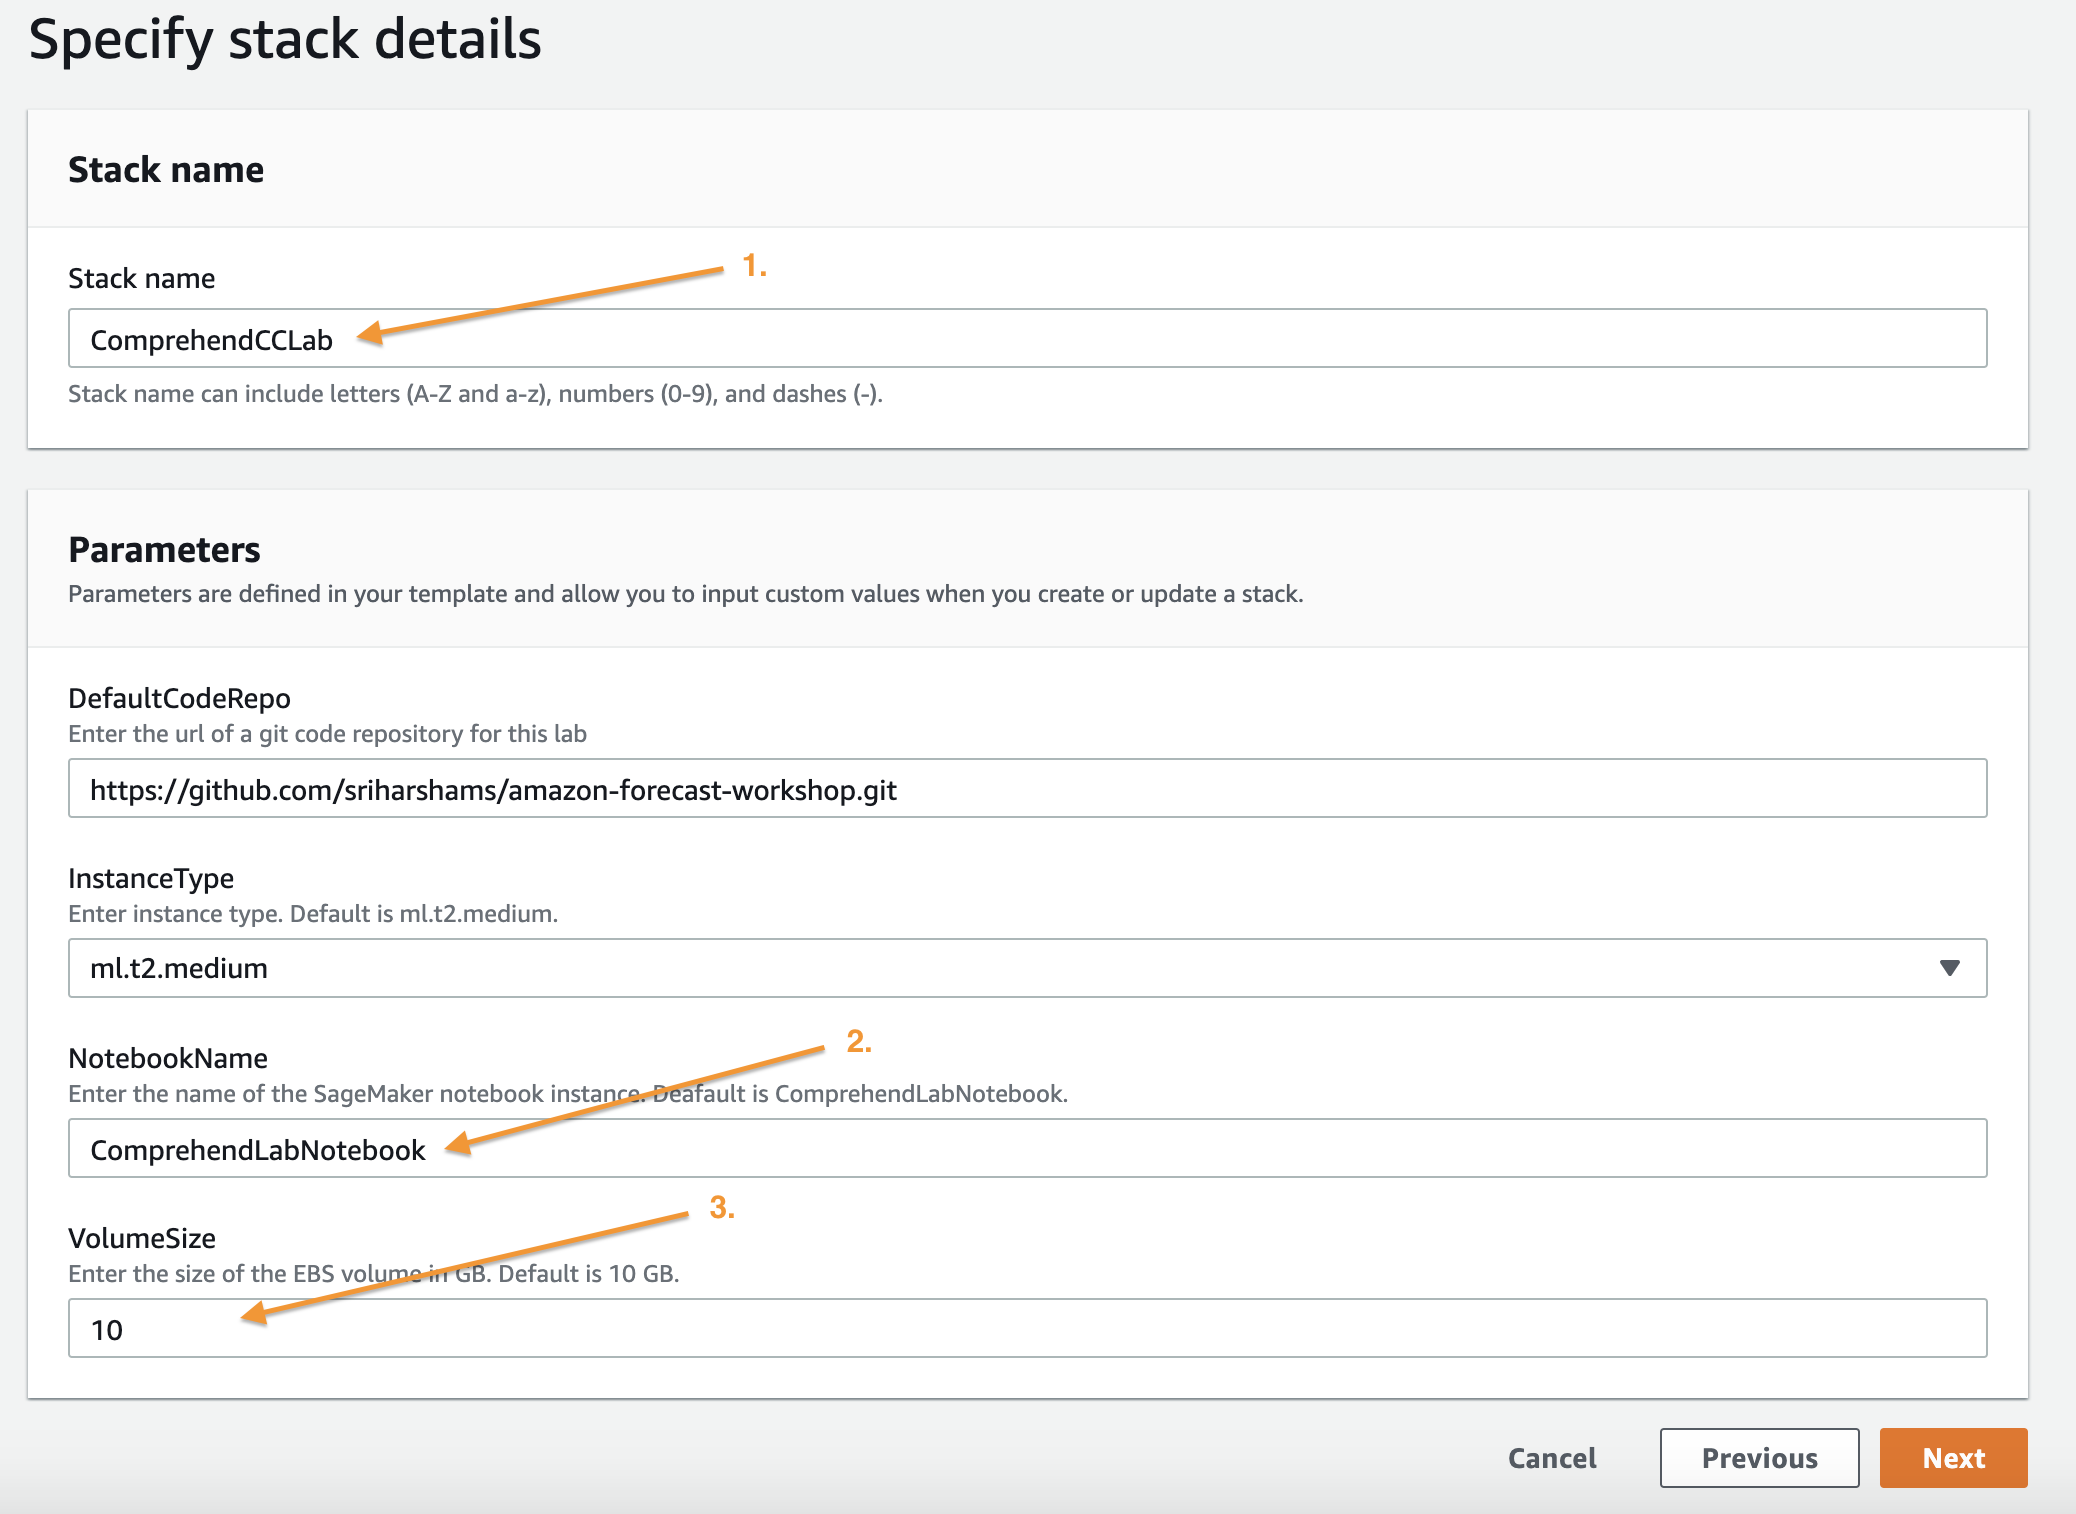 Specify stack details
Stack name
Stack name
1.
ComprehendCCLab
Stack name can include letters (A-Z and a-z), numbers (0-9), and dashes (-).
Parameters
Parameters are defined in your template and allow you to input custom values when you create or update a stack.
DefaultCodeRepo
Enter the url of a git code repository for this lab
https://github.com/sriharshams/amazon-forecast-workshop.git
InstanceType
Enter instance type. Default is ml.t2.medium.
ml.t2.medium
2.
NotebookName
Enter the name of the SageMaker notebook instance. Deafault is ComprehendLabNotebook.
ComprehendLabNotebook
3.
VolumeSize
Enter the size of the EBS volume in GB. Default is 10 GB.
10
Cancel
Previous
Next